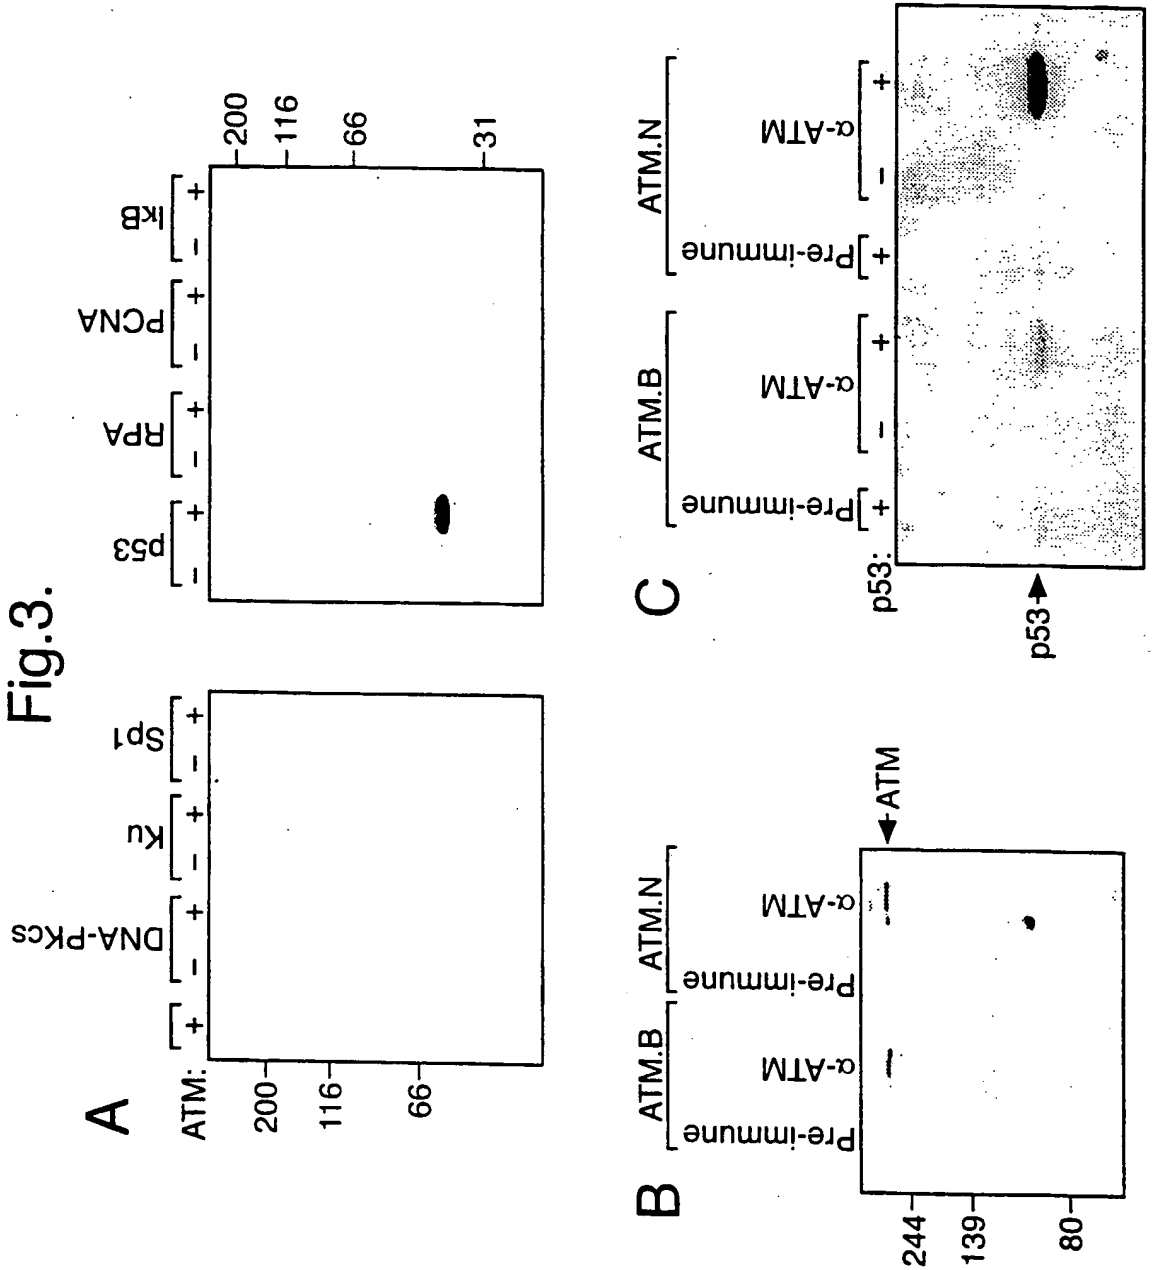 Fig.3.
A
DNA-PKcs Ku Sp1 p53 RPA PCNA IκB
ATM: + - + - + - + - + - + - + - +
200
116
66
200
116
66
31
B
ATM.B ATM.N
Pre-immune α-ATM Pre-immune α-ATM
244
139
80
ATM
C
ATM.B ATM.N
Pre-immune α-ATM Pre-immune α-ATM
p53: + - + + - +
p53